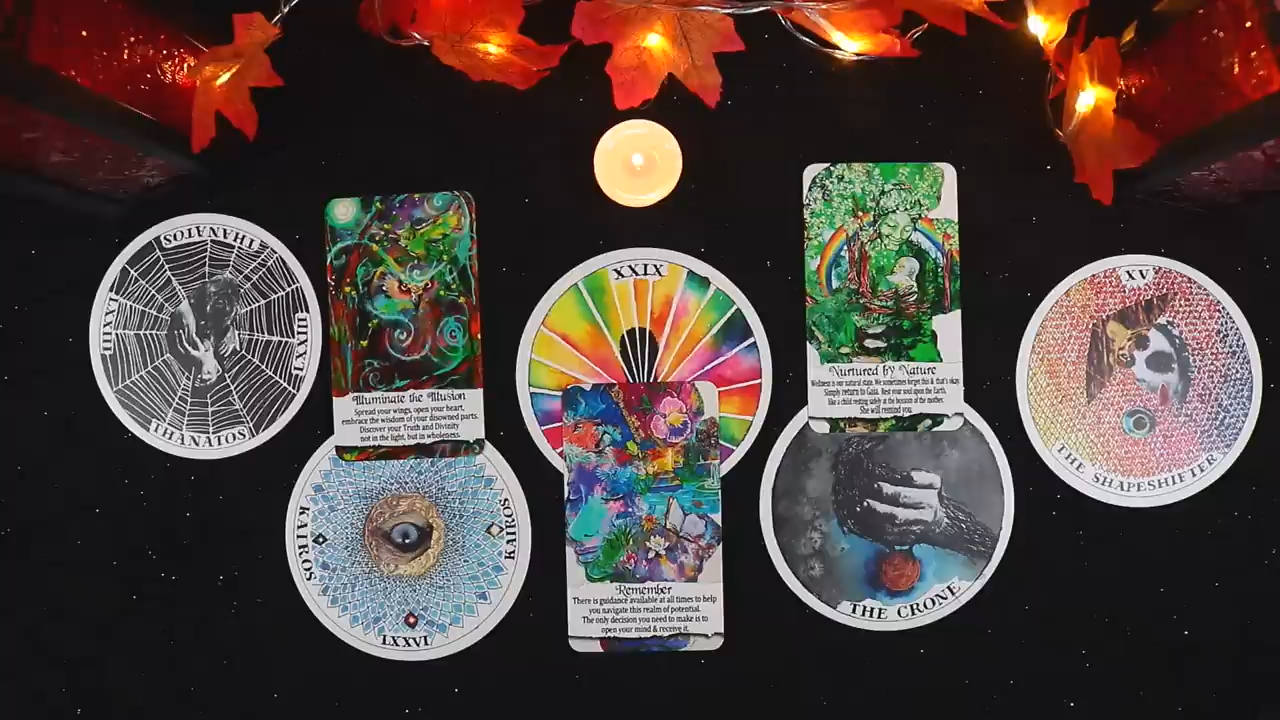 THANATOS
LXXIII
LXXIII
THANATOS
Illuminate the Illusion
Spread your wings, open your heart,
embrace the wisdom of your disowned parts.
Discover your Truth and Divinity
not in the light, but in wholeness.
KAIROS
KAIROS
LXXVI
XXIX
Remember
There is guidance available at all times to help
you navigate this realm of potential.
The only decision you need to make is to
open your mind & receive it.
Nurtured by Nature
Wellness is our natural state. We sometimes forget this & that's okay.
Simply return to Gaia. Rest your soul upon the Earth,
like a child resting safely at the bosom of the mother.
She will remind you.
THE CRONE
XV
THE SHAPESHIFTER